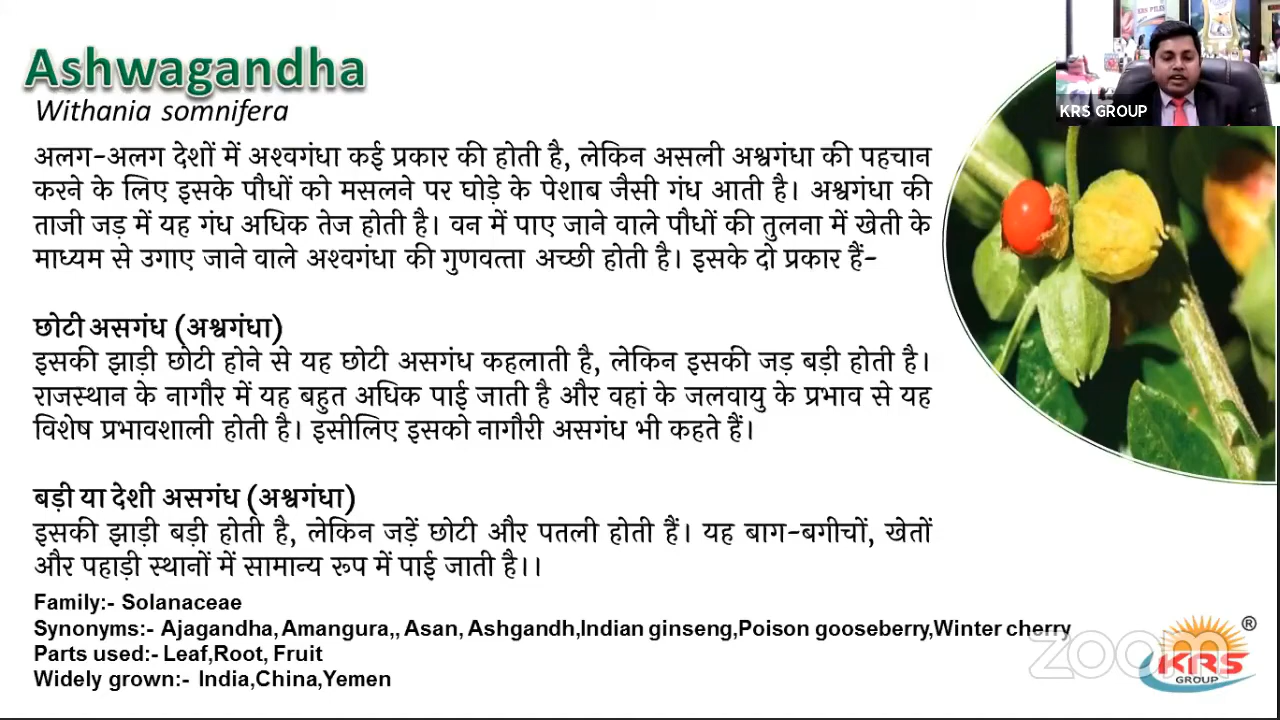 Ashwagandha
Withania somnifera
अलग-अलग देशों में अश्वगंधा कई प्रकार की होती है, लेकिन असली अश्वगंधा की पहचान
करने के लिए इसके पौधों को मसलने पर घोड़े के पेशाब जैसी गंध आती है। अश्वगंधा की
ताजी जड़ में यह गंध अधिक तेज होती है। वन में पाए जाने वाले पौधों की तुलना में खेती के
माध्यम से उगाए जाने वाले अश्वगंधा की गुणवत्ता अच्छी होती है। इसके दो प्रकार हैं-
छोटी असगंध (अश्वगंधा)
इसकी झाड़ी छोटी होने से यह छोटी असगंध कहलाती है, लेकिन इसकी जड़ बड़ी होती है।
राजस्थान के नागौर में यह बहुत अधिक पाई जाती है और वहां के जलवायु के प्रभाव से यह
विशेष प्रभावशाली होती है। इसीलिए इसको नागौरी असगंध भी कहते हैं।
बड़ी या देशी असगंध (अश्वगंधा)
इसकी झाड़ी बड़ी होती है, लेकिन जड़ें छोटी और पतली होती हैं। यह बाग-बगीचों, खेतों
और पहाड़ी स्थानों में सामान्य रूप में पाई जाती है।।
Family:- Solanaceae
Synonyms:- Ajagandha, Amangura,, Asan, Ashgandh,Indian ginseng,Poison gooseberry,Winter cherry
Parts used:- Leaf,Root, Fruit
Widely grown:- India,China,Yemen
KRS GROUP
zoom
KRS ®
GROUP